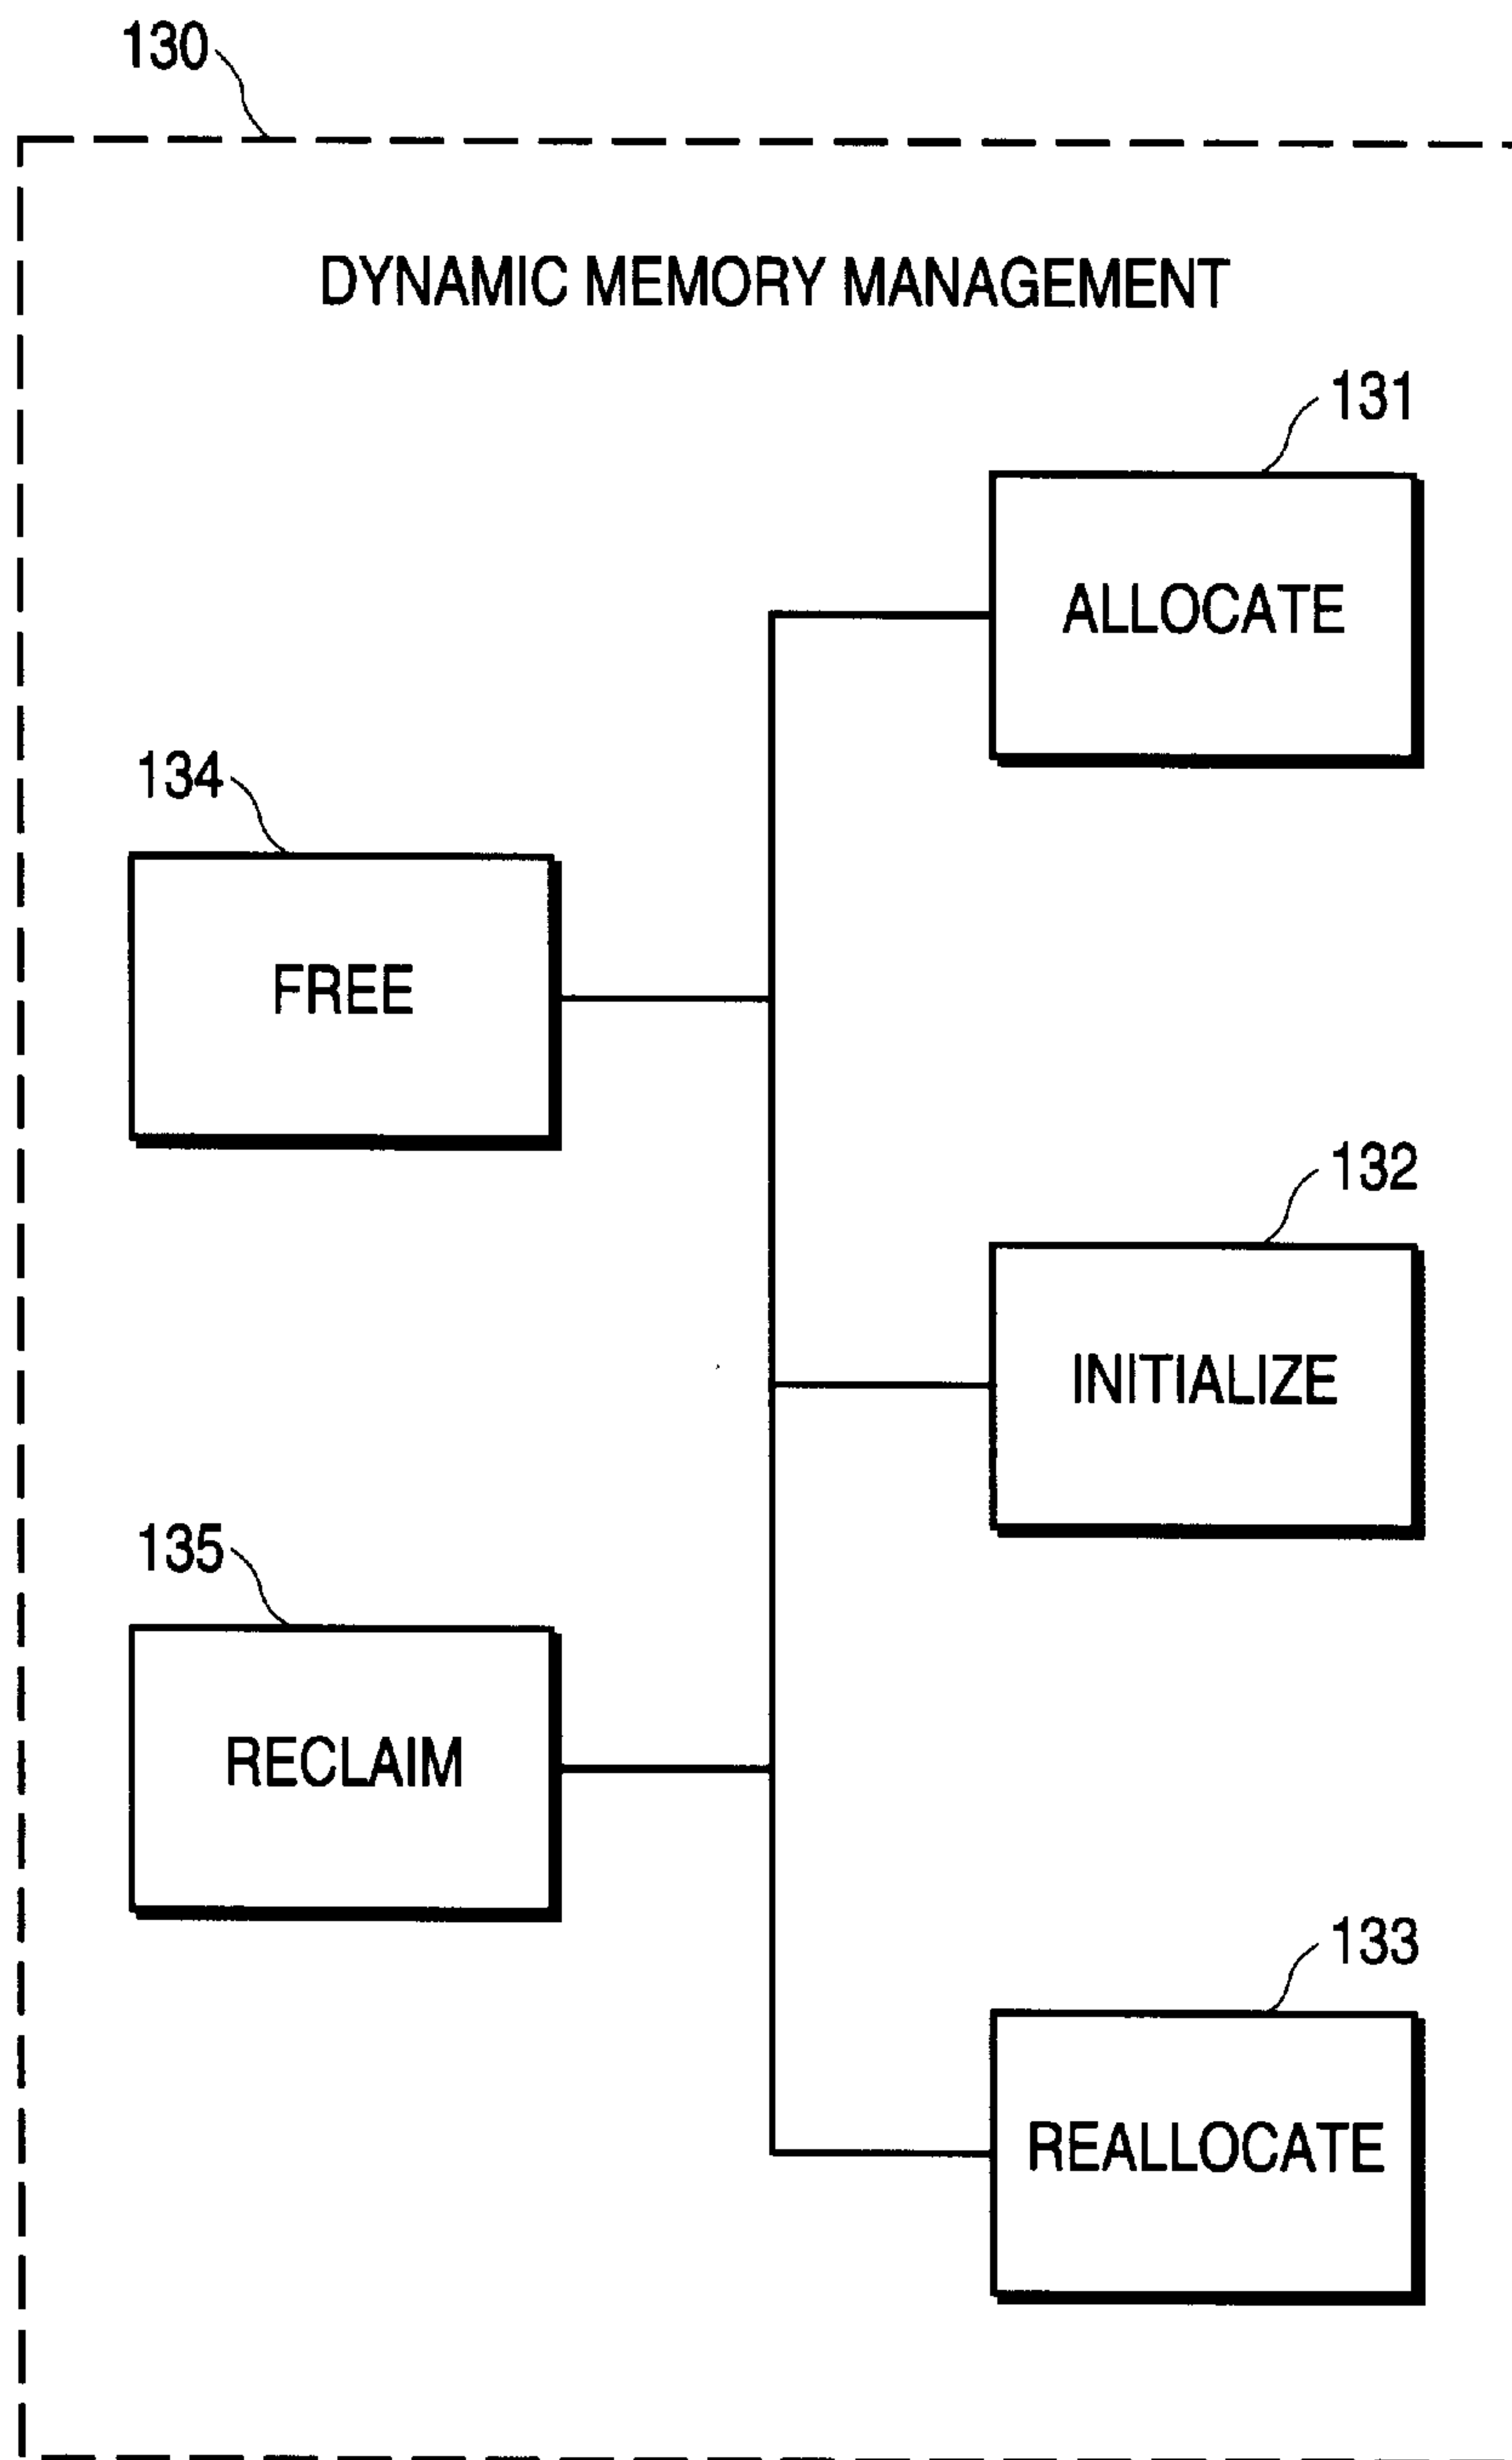 130
DYNAMIC MEMORY MANAGEMENT
131
ALLOCATE
134
FREE
132
INITIALIZE
135
RECLAIM
133
REALLOCATE